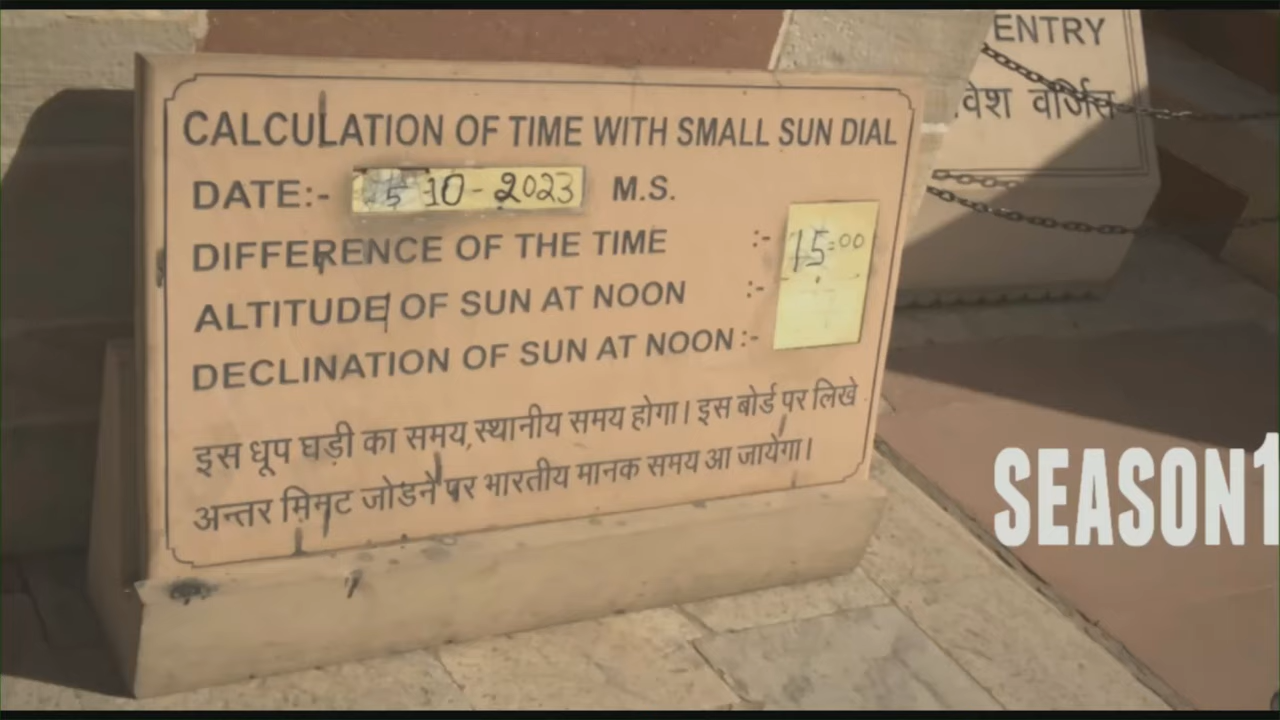 ENTRY
वेश वर्जित
CALCULATION OF TIME WITH SMALL SUN DIAL
DATE:- 5 10 - 2023 M.S.
DIFFERENCE OF THE TIME :- 15:00
ALTITUDE OF SUN AT NOON :-
DECLINATION OF SUN AT NOON :-
इस धूप घड़ी का समय स्थानीय समय होगा। इस बोर्ड पर लिखे
अन्तर मिनट जोडने पर भारतीय मानक समय आ जायेगा।
SEASON1